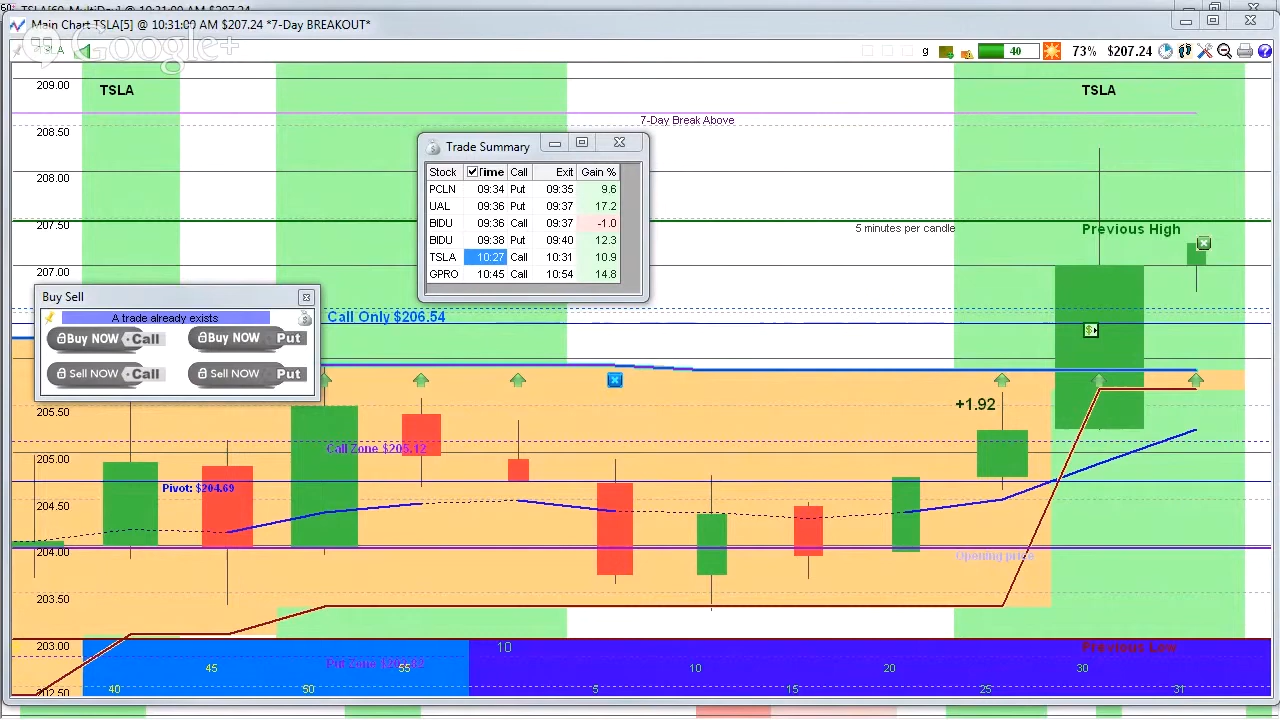 Main Chart TSLA[5] @ 10:31:09 AM $207.24 *7-Day BREAKOUT*
Google+
TSLA
g
40
73%
$207.24
209.00
TSLA
TSLA
7-Day Break Above
208.50
208.00
207.50
5 minutes per candle
Previous High
207.00
Trade Summary
Stock Time Call Exit Gain %
PCLN 09:34 Put 09:35 9.6
UAL 09:36 Put 09:37 17.2
BIDU 09:36 Call 09:37 -1.0
BIDU 09:38 Put 09:40 12.3
TSLA 10:27 Call 10:31 10.9
GPRO 10:45 Call 10:54 14.8
Buy Sell
A trade already exists
Buy NOW Call
Buy NOW Put
Sell NOW Call
Sell NOW Put
Call Only $206.54
+1.92
205.50
Call Zone $205.12
205.00
Pivot: $204.69
204.50
204.00
Opening price
203.50
203.00
Previous Low
10
45
55
10
20
30
40
50
5
15
25
31